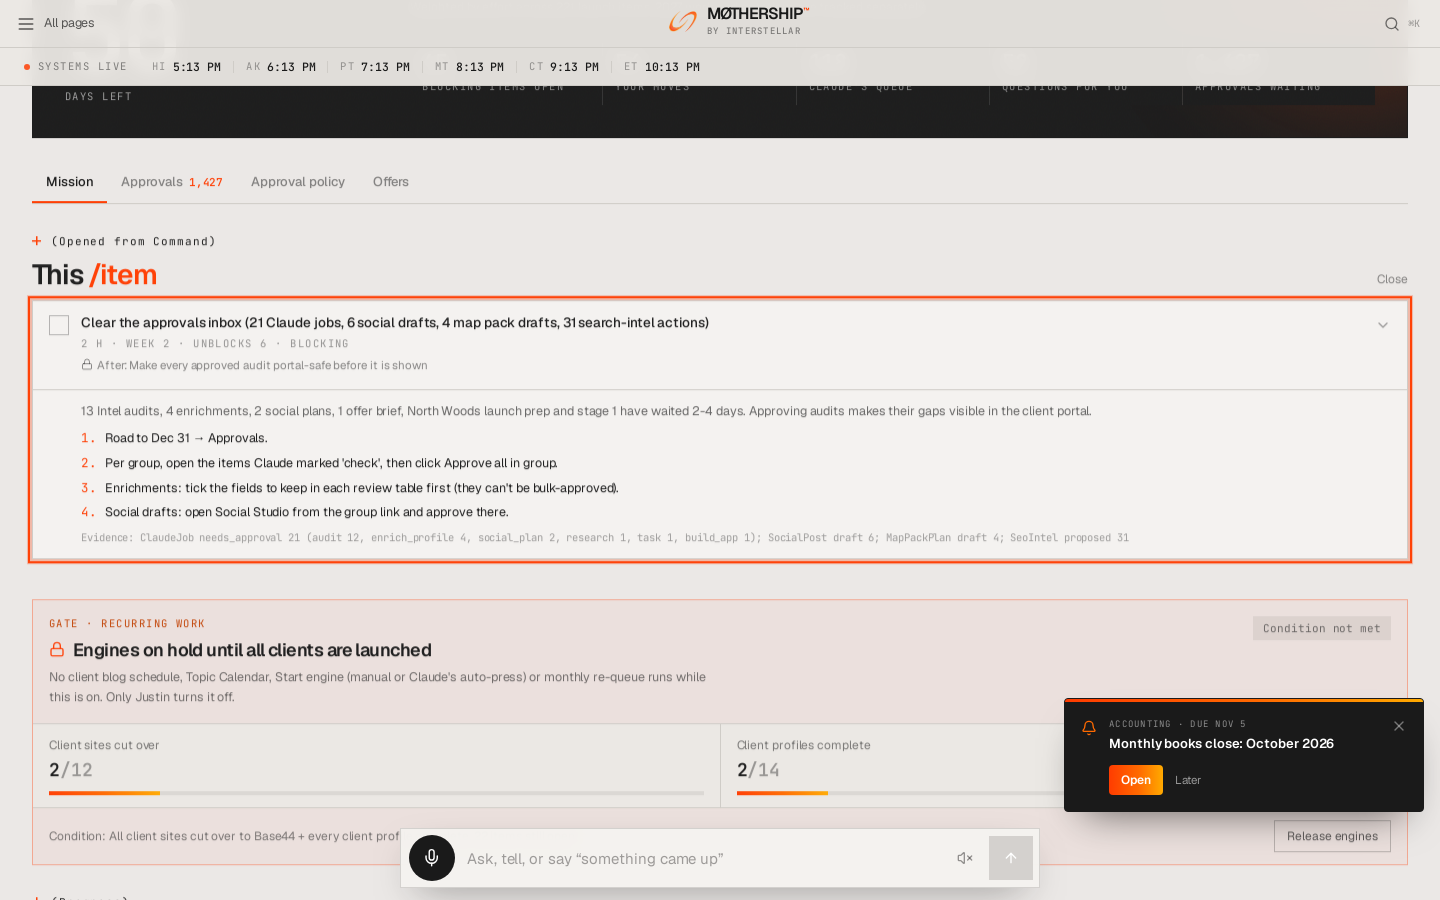 All pages
MØTHERSHIP™
BY INTERSTELLAR
⌘K
SYSTEMS LIVE HI 5:13 PM AK 6:13 PM PT 7:13 PM MT 8:13 PM CT 9:13 PM ET 10:13 PM
DAYS LEFT
BLOCKING ITEMS OPEN YOUR MOVES CLAUDE'S QUEUE QUESTIONS FOR YOU APPROVALS WAITING
Mission Approvals 1,427 Approval policy Offers
+ (Opened from Command)
This /item
Close
Clear the approvals inbox (21 Claude jobs, 6 social drafts, 4 map pack drafts, 31 search-intel actions)
2 H · WEEK 2 · UNBLOCKS 6 · BLOCKING
After: Make every approved audit portal-safe before it is shown
13 Intel audits, 4 enrichments, 2 social plans, 1 offer brief, North Woods launch prep and stage 1 have waited 2-4 days. Approving audits makes their gaps visible in the client portal.
1. Road to Dec 31 → Approvals.
2. Per group, open the items Claude marked 'check', then click Approve all in group.
3. Enrichments: tick the fields to keep in each review table first (they can't be bulk-approved).
4. Social drafts: open Social Studio from the group link and approve there.
Evidence: ClaudeJob needs_approval 21 (audit 12, enrich_profile 4, social_plan 2, research 1, task 1, build_app 1); SocialPost draft 6; MapPackPlan draft 4; SeoIntel proposed 31
GATE · RECURRING WORK
Condition not met
Engines on hold until all clients are launched
No client blog schedule, Topic Calendar, Start engine (manual or Claude's auto-press) or monthly re-queue runs while
this is on. Only Justin turns it off.
Client sites cut over
2/12
Client profiles complete
2/14
ACCOUNTING · DUE NOV 5
Monthly books close: October 2026
Open Later
Condition: All client sites cut over to Base44 + every client prof
Release engines
Ask, tell, or say “something came up”